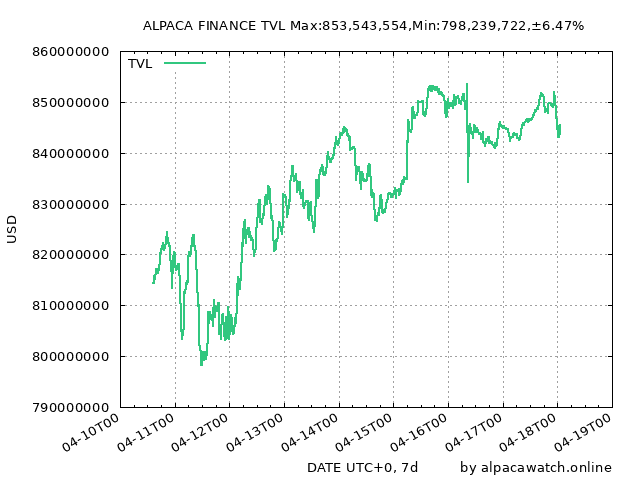 ALPACA FINANCE TVL Max:853,543,554,Min:798,239,722,±6.47%
860000000
TVL
850000000
840000000
830000000
USD
820000000
810000000
800000000
790000000
04-10T00 04-11T00 04-12T00 04-13T00 04-14T00 04-15T00 04-16T00 04-17T00 04-18T00 04-19T00
DATE UTC+0, 7d by alpacawatch.online